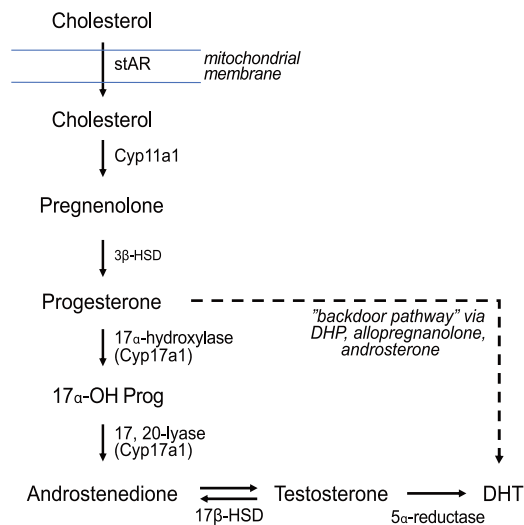 Cholesterol
stAR
mitochondrial
membrane
Cholesterol
Cyp11a1
Pregnenolone
3β-HSD
Progesterone
”backdoor pathway” via
DHP, allopregnanolone,
androsterone
17α-hydroxylase
(Cyp17a1)
17α-OH Prog
17, 20-lyase
(Cyp17a1)
Androstenedione
17β-HSD
Testosterone
5α-reductase
DHT